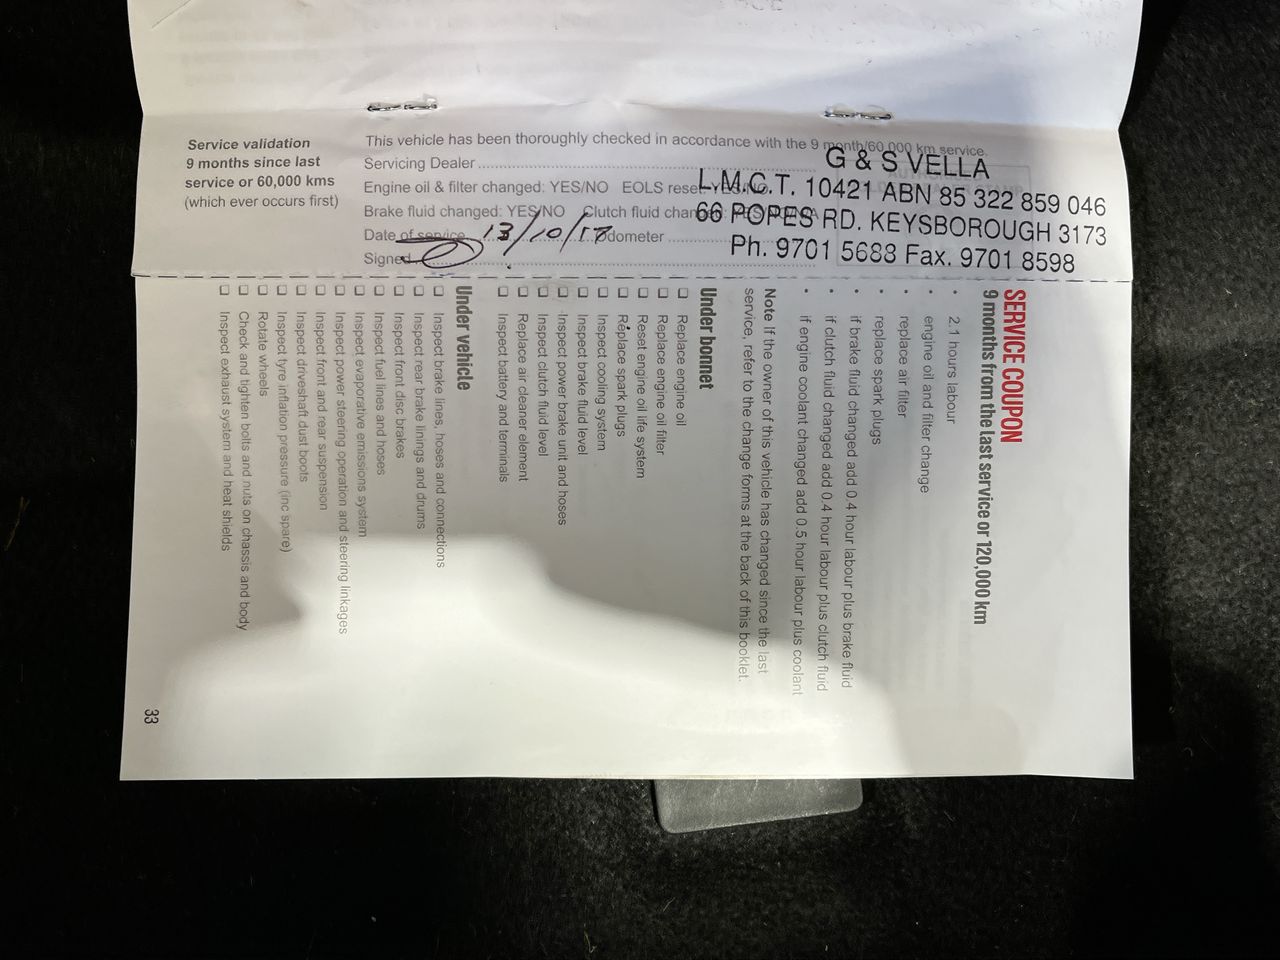 Service validation
9 months since last
service or 60,000 kms
(which ever occurs first)
This vehicle has been thoroughly checked in accordance with the 9 month/60,000 km service.
Servicing Dealer
Engine oil & filter changed: YES/NO EOLS reset: YES/NO
Brake fluid changed: YES/NO Clutch fluid changed: YES
Date of service 13/10/17 Odometer
Signed
G & S VELLA
L.M.C.T. 10421 ABN 85 322 859 046
66 POPES RD. KEYSBOROUGH 3173
Ph. 9701 5688 Fax. 9701 8598
SERVICE COUPON
9 months from the last service or 120,000 km
• 2.1 hours labour
• engine oil and filter change
• replace air filter
• replace spark plugs
• if brake fluid changed add 0.4 hour labour plus brake fluid
• if clutch fluid changed add 0.4 hour labour plus clutch fluid
• if engine coolant changed add 0.5 hour labour plus coolant
Note If the owner of this vehicle has changed since the last
service, refer to the change forms at the back of this booklet.
Under bonnet
❏ Replace engine oil
❏ Replace engine oil filter
❏ Reset engine oil life system
❏ Replace spark plugs
❏ Inspect cooling system
❏ Inspect brake fluid level
❏ Inspect power brake unit and hoses
❏ Inspect clutch fluid level
❏ Replace air cleaner element
❏ Inspect battery and terminals
Under vehicle
❏ Inspect brake lines, hoses and connections
❏ Inspect rear brake linings and drums
❏ Inspect front disc brakes
❏ Inspect fuel lines and hoses
❏ Inspect evaporative emissions system
❏ Inspect power steering operation and steering linkages
❏ Inspect front and rear suspension
❏ Inspect driveshaft dust boots
❏ Inspect tyre inflation pressure (inc spare)
❏ Rotate wheels
❏ Check and tighten bolts and nuts on chassis and body
❏ Inspect exhaust system and heat shields
33